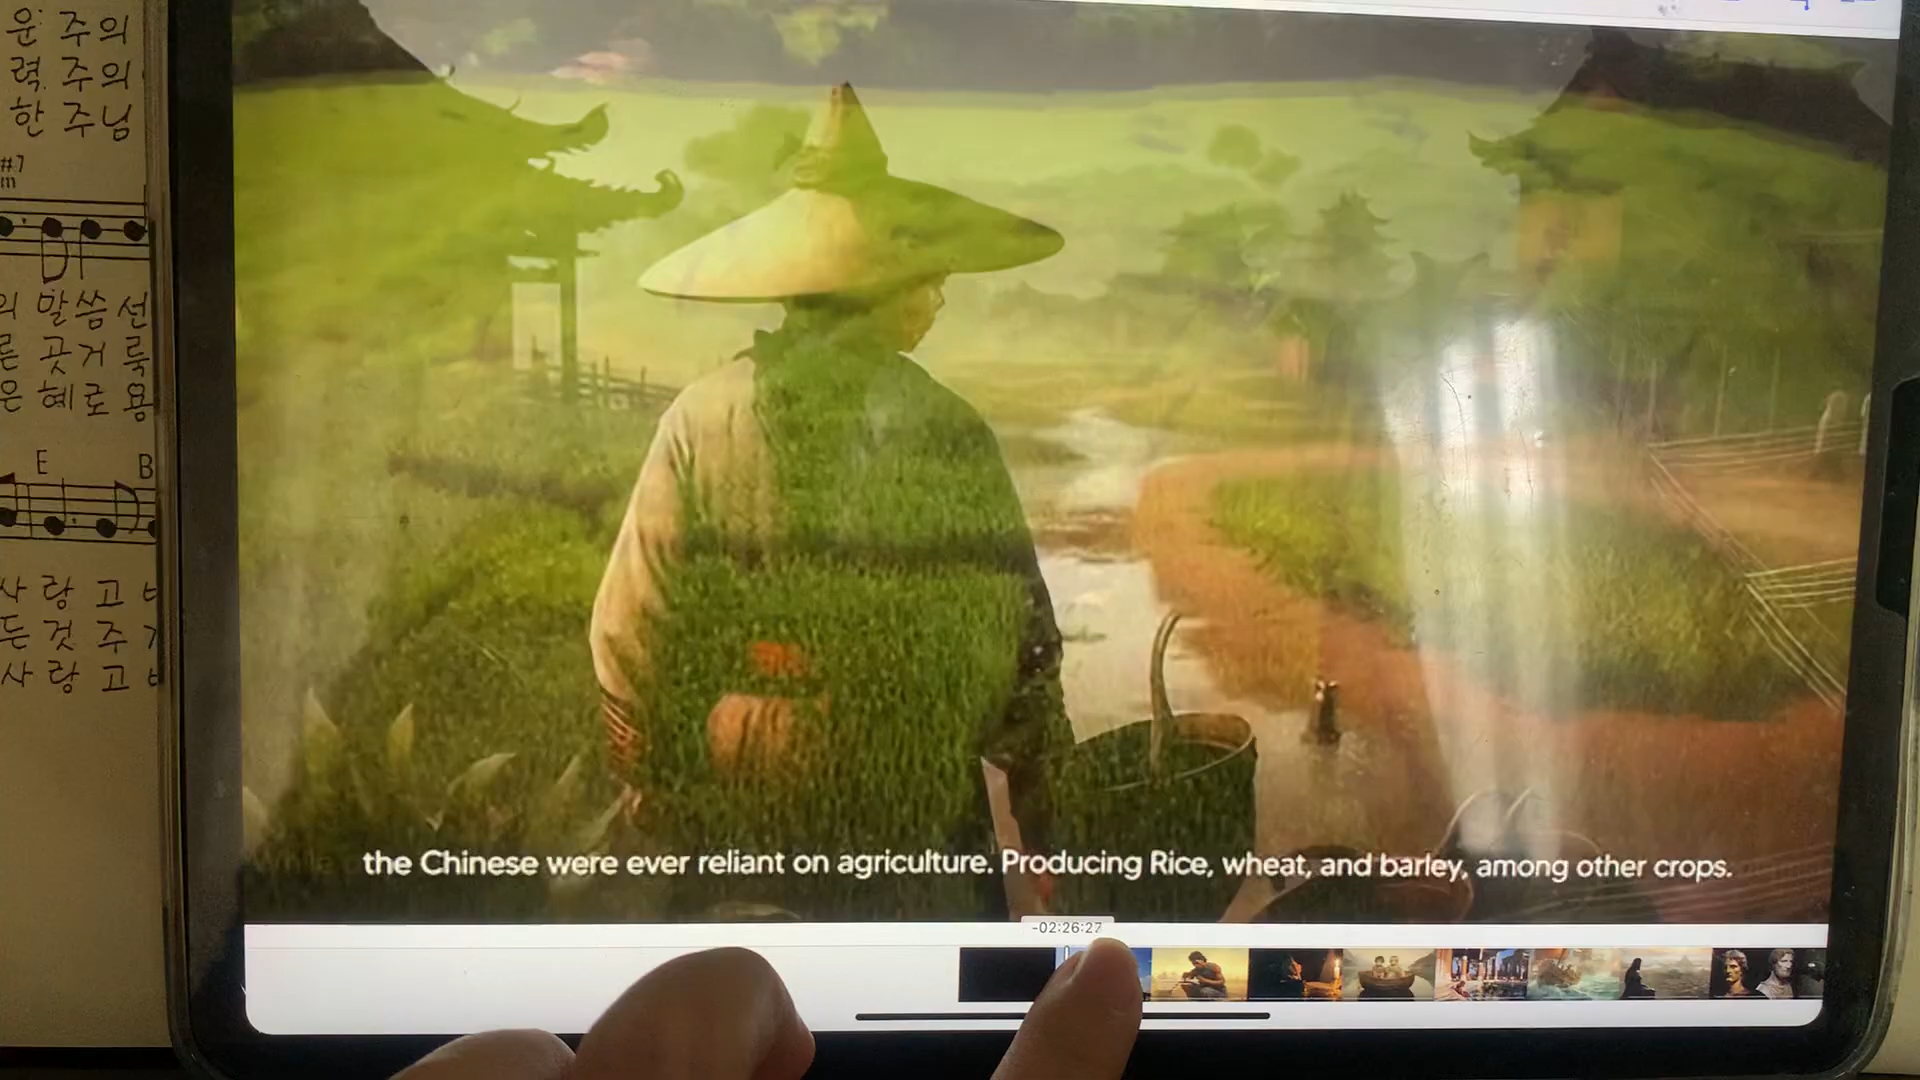 운 주의
력, 주의
한 주님
#7
m
의 말씀 선
른 곳 거 룩
은 혜로 용
E B
사 랑 고
든 것 주
사 랑 고
the Chinese were ever reliant on agriculture. Producing Rice, wheat, and barley, among other crops.
-02:26:27